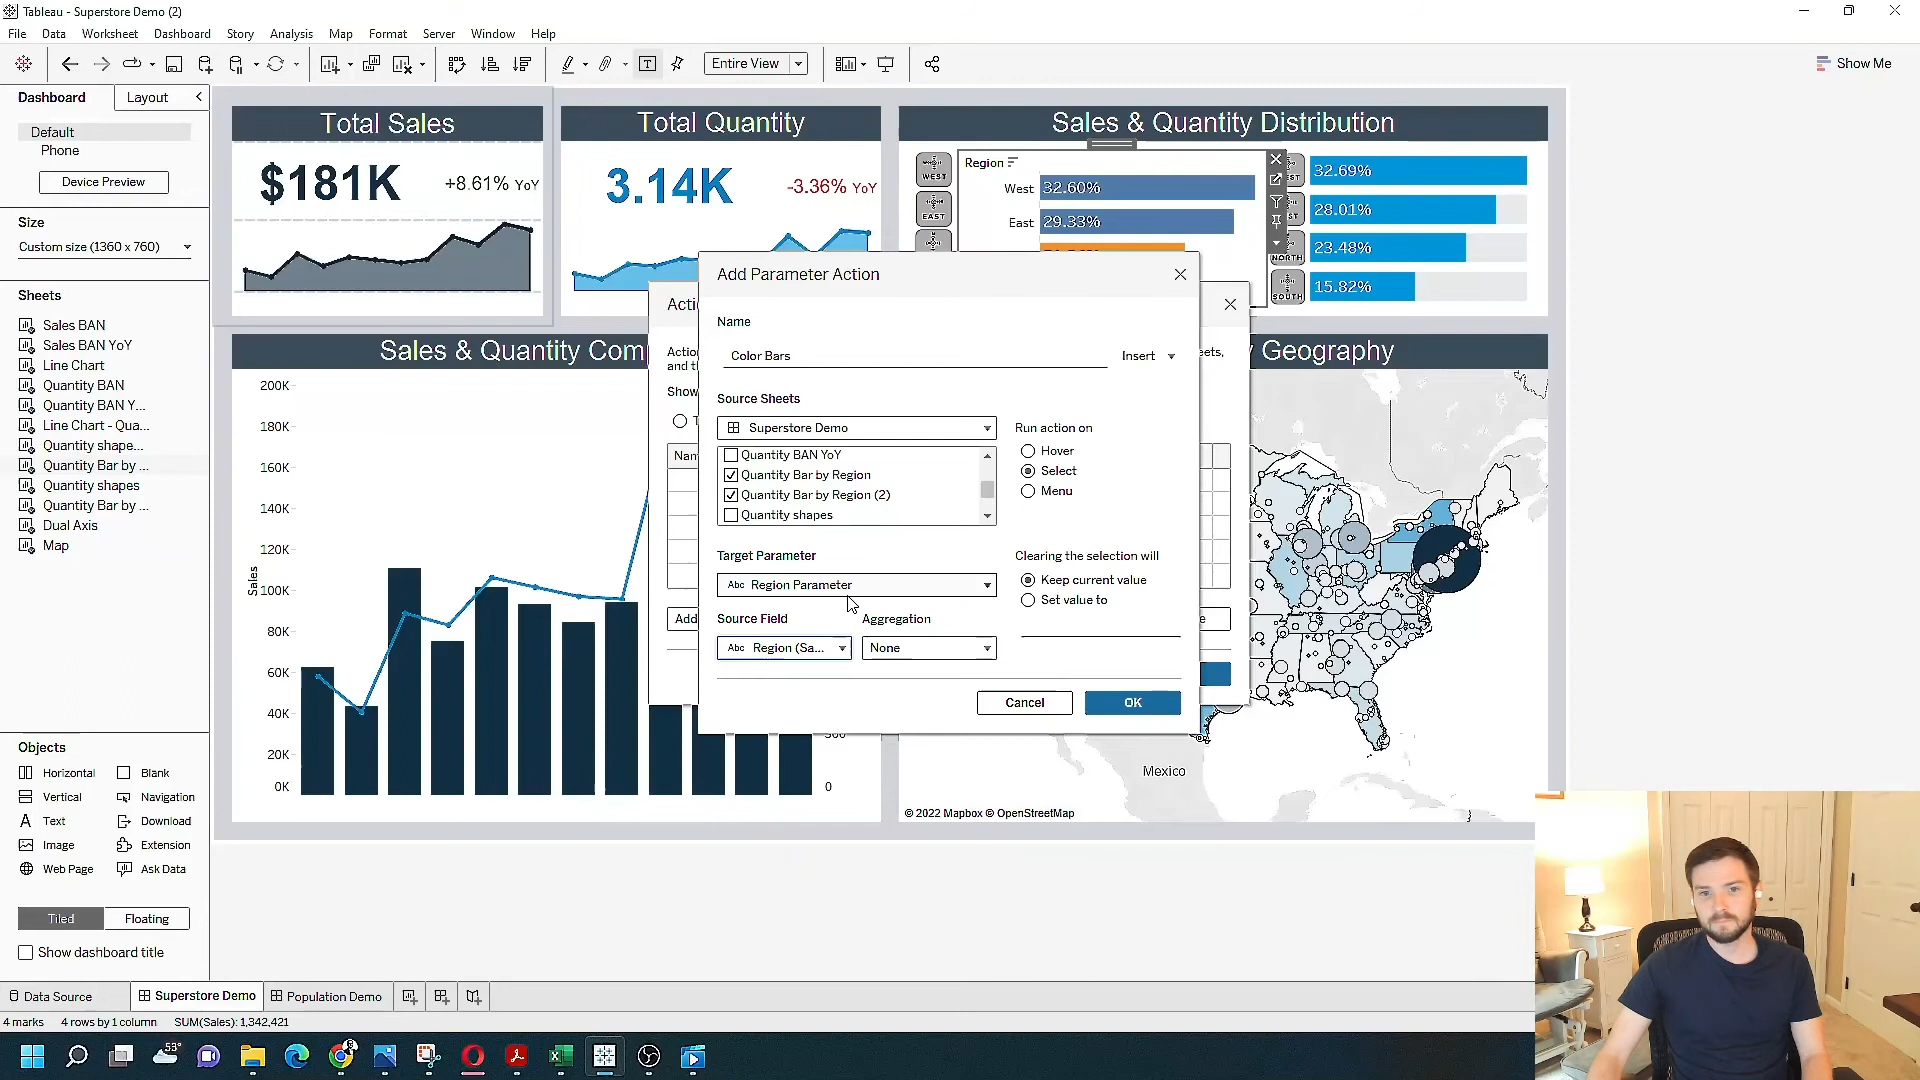 Tableau - Superstore Demo (2)
File Data Worksheet Dashboard Story Analysis Map Format Server Window Help
Entire View
Show Me
Dashboard
Layout
Default
Phone
Device Preview
Size
Custom size (1360 x 760)
Sheets
Sales BAN
Sales BAN YoY
Line Chart
Quantity BAN
Quantity BAN Y...
Line Chart - Qua...
Quantity shape...
Quantity Bar by ...
Quantity shapes
Quantity Bar by ...
Dual Axis
Map
Objects
Horizontal
Blank
Vertical
Navigation
Text
Download
Image
Extension
Web Page
Ask Data
Tiled
Floating
Show dashboard title
Total Sales
$181K
+8.61% YoY
Total Quantity
3.14K
-3.36% YoY
Sales & Quantity Distribution
WEST
EAST
Region
West
32.60%
East
29.33%
32.69%
28.01%
NORTH
23.48%
SOUTH
15.82%
Sales & Quantity Com
Geography
200K
180K
160K
140K
120K
100K
80K
60K
40K
20K
0K
Sales
0
Mexico
© 2022 Mapbox © OpenStreetMap
Add
Add Parameter Action
Name
Color Bars
Insert
Source Sheets
Superstore Demo
Quantity BAN YoY
Quantity Bar by Region
Quantity Bar by Region (2)
Quantity shapes
Run action on
Hover
Select
Menu
Target Parameter
Abc Region Parameter
Source Field
Abc Region (Sa...
Aggregation
None
Clearing the selection will
Keep current value
Set value to
Cancel
OK
Data Source
Superstore Demo
Population Demo
4 marks
4 rows by 1 column
SUM(Sales): 1,342,421
53°